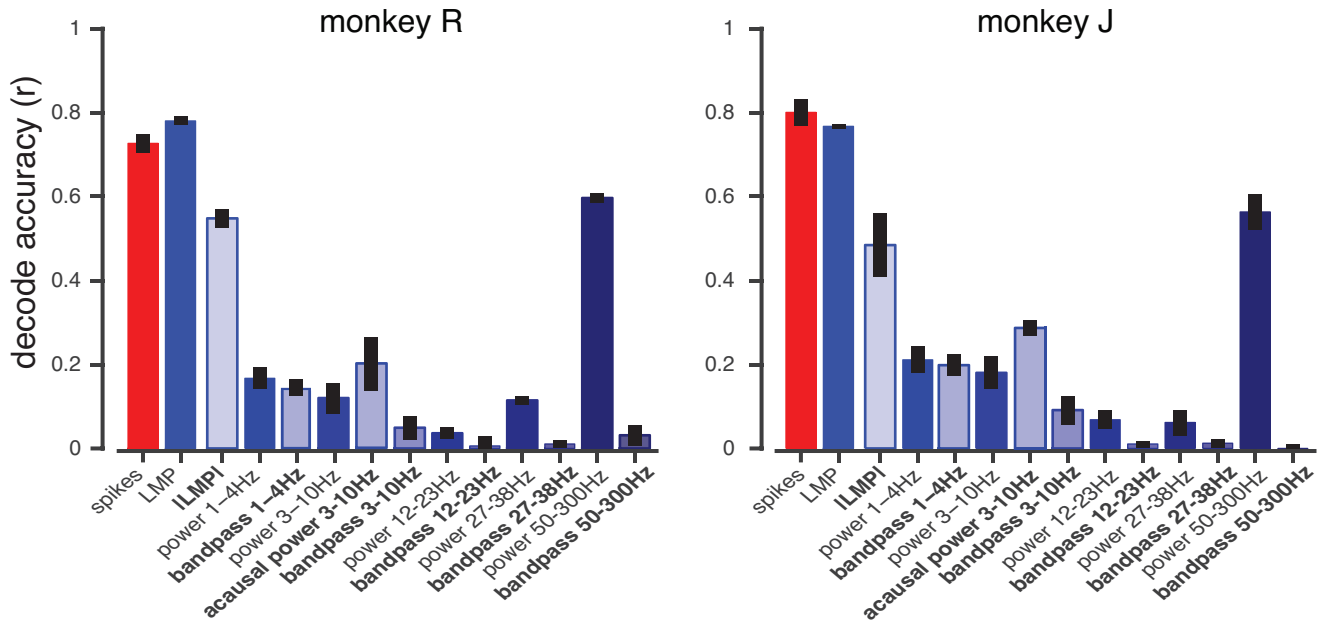 monkey R
decode accuracy (r)
1
0.8
0.6
0.4
0.2
0
spikes
LMP
|LMP|
power 1–4Hz
bandpass 1–4Hz
power 3–10Hz
acausal power 3-10Hz
bandpass 3-10Hz
power 12-23Hz
bandpass 12-23Hz
power 27-38Hz
bandpass 27-38Hz
power 50-300Hz
bandpass 50-300Hz
monkey J
1
0.8
0.6
0.4
0.2
0
spikes
LMP
|LMP|
power 1–4Hz
bandpass 1–4Hz
power 3–10Hz
acausal power 3-10Hz
bandpass 3-10Hz
power 12-23Hz
bandpass 12-23Hz
power 27-38Hz
bandpass 27-38Hz
power 50-300Hz
bandpass 50-300Hz